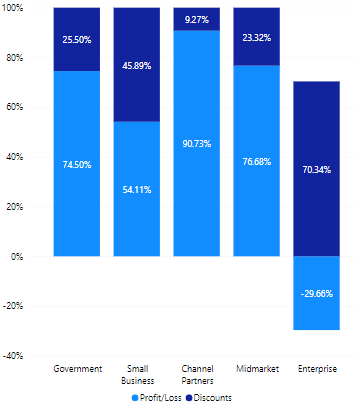 100%
80%
60%
40%
20%
0%
-20%
-40%
25.50%
74.50%
45.89%
54.11%
9.27%
90.73%
23.32%
76.68%
70.34%
-29.66%
Government
Small
Business
Channel
Partners
Midmarket
Enterprise
Profit/Loss Discounts